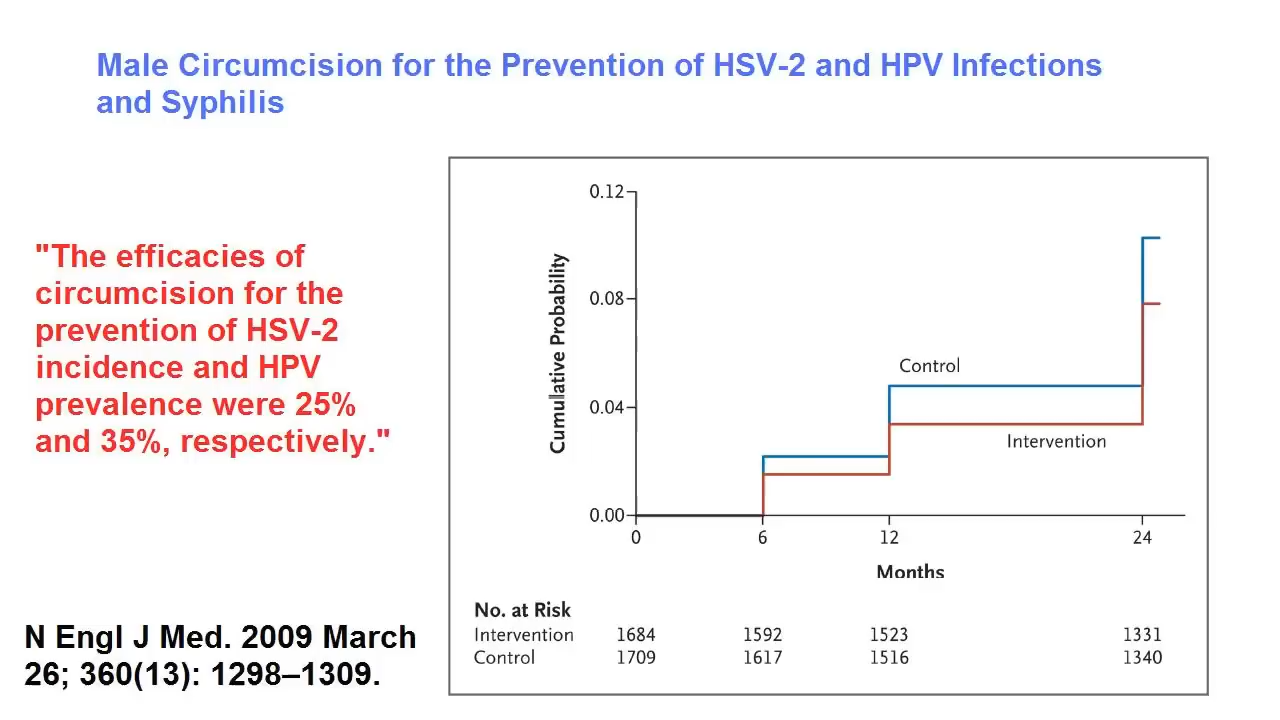 Male Circumcision for the Prevention of HSV-2 and HPV Infections
and Syphilis
"The efficacies of
circumcision for the
prevention of HSV-2
incidence and HPV
prevalence were 25%
and 35%, respectively."
N Engl J Med. 2009 March
26; 360(13): 1298–1309.
Cumulative Probability
0.12
0.08
0.04
0.00
Control
Intervention
0 6 12 24
Months
No. at Risk
Intervention 1684 1592 1523 1331
Control 1709 1617 1516 1340